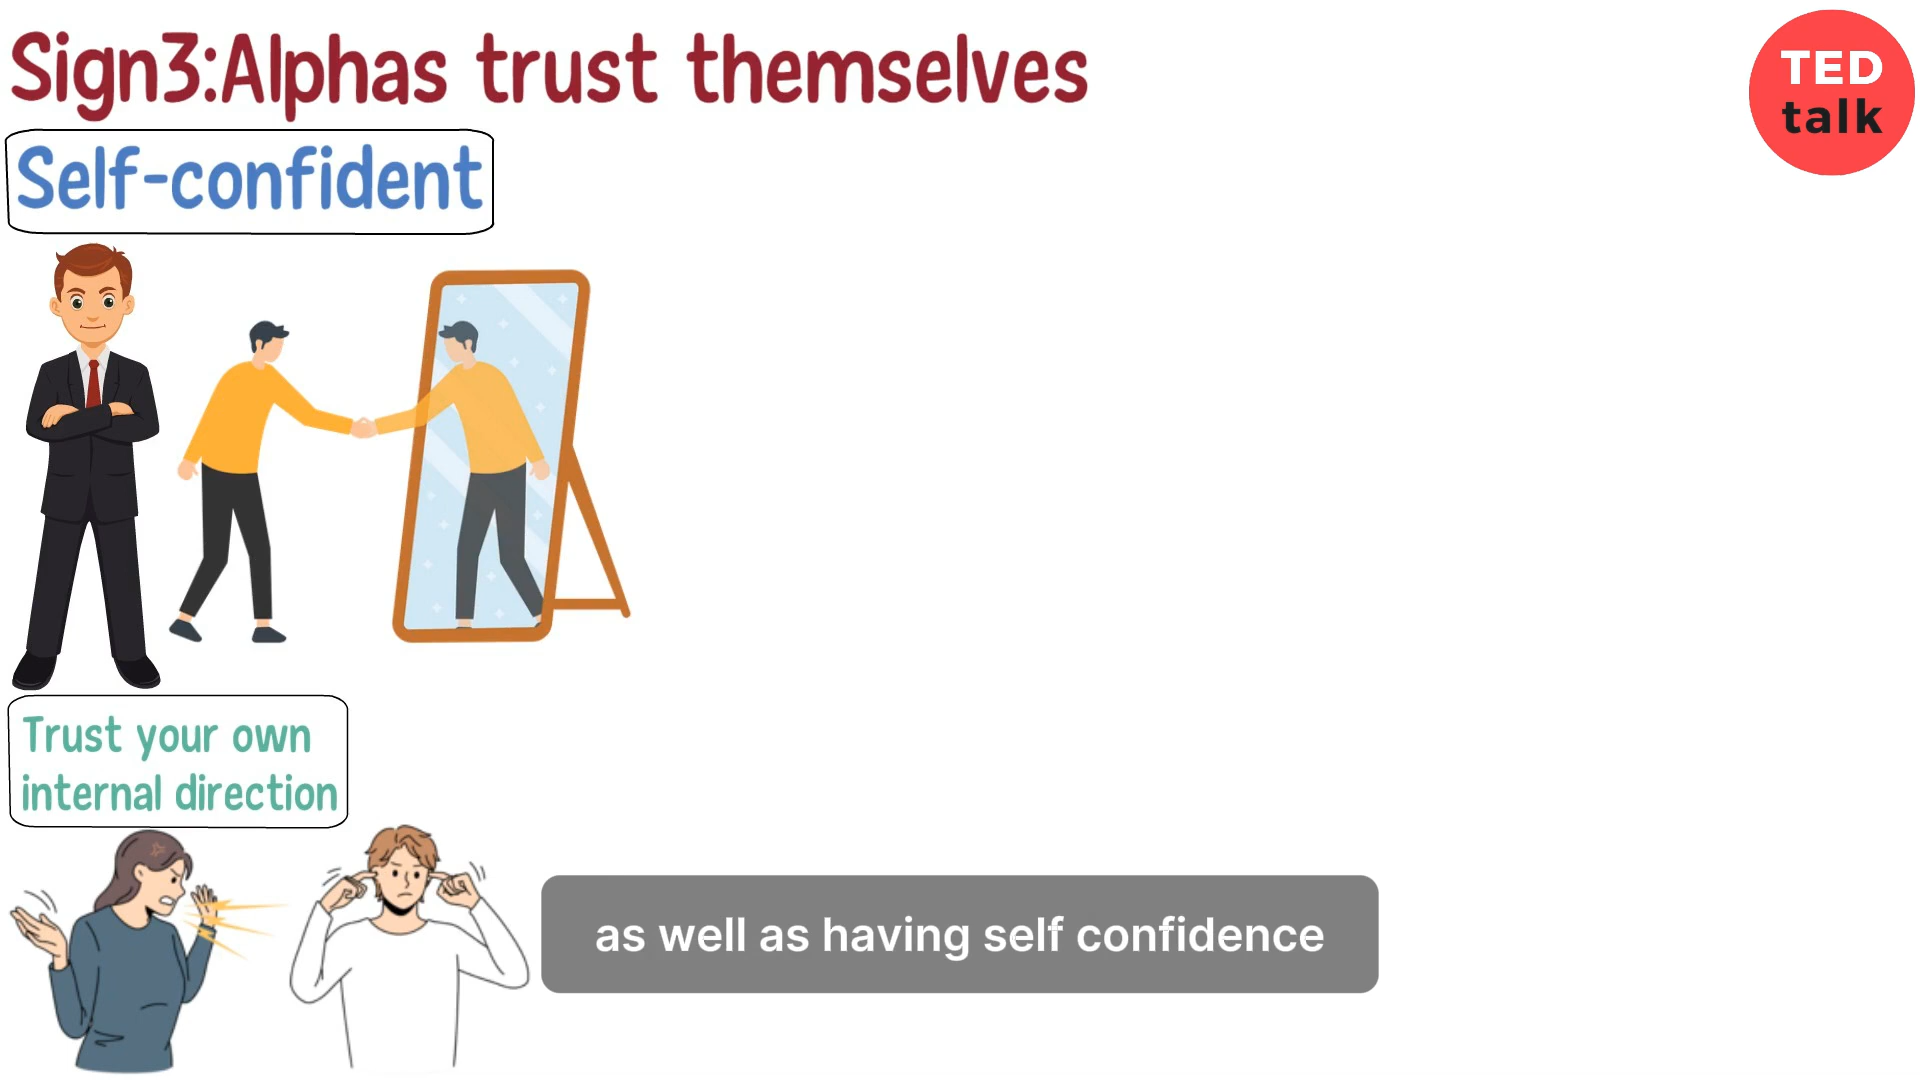 Sign3:Alphas trust themselves
TED
talk
Self-confident
Trust your own
internal direction
as well as having self confidence